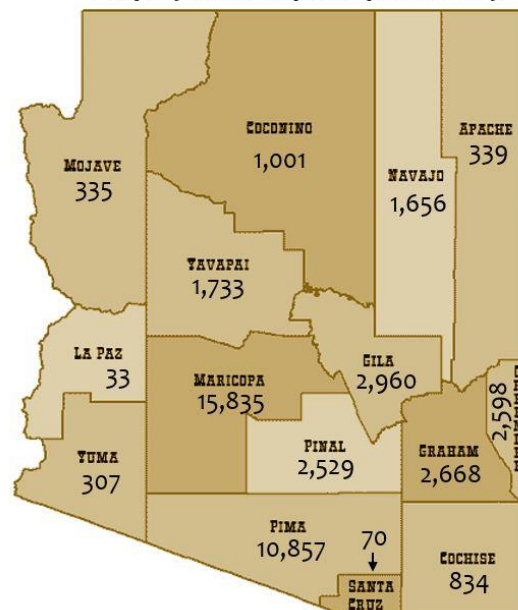 COCONINO
1,001
APACHE
339
MOJAVE
335
NAVAJO
1,656
YAVAPAI
1,733
LA PAZ
33
GILA
2,960
MARICOPA
15,835
2,598
YUMA
307
PINAL
2,529
GRAHAM
2,668
PIMA
10,857
70
COCHISE
834
SANTA
CRUZ